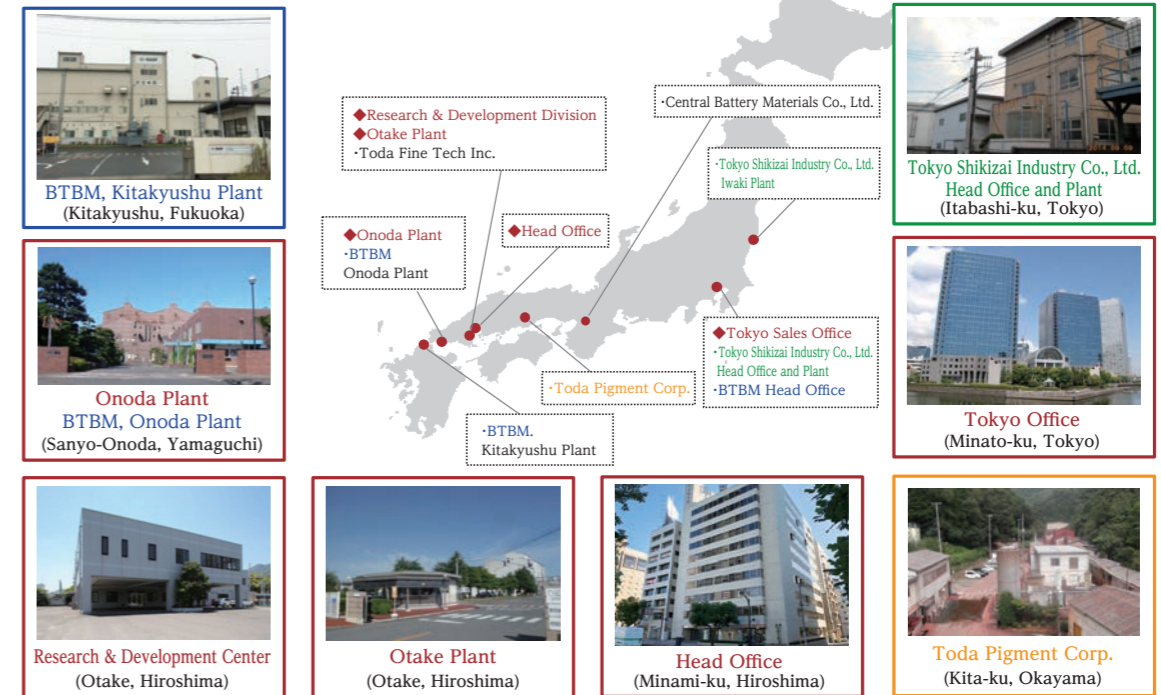 BTBM, Kitakyushu Plant
(Kitakyushu, Fukuoka)
◆Research & Development Division
◆Otake Plant
・Toda Fine Tech Inc.
・Central Battery Materials Co., Ltd.
・Tokyo Shikizai Industry Co., Ltd.
Iwaki Plant
Tokyo Shikizai Industry Co., Ltd.
Head Office and Plant
(Itabashi-ku, Tokyo)
◆Onoda Plant
・BTBM
Onoda Plant
◆Head Office
Onoda Plant
BTBM, Onoda Plant
(Sanyo-Onoda, Yamaguchi)
・Toda Pigment Corp.
・BTBM.
Kitakyushu Plant
◆Tokyo Sales Office
・Tokyo Shikizai Industry Co., Ltd.
Head Office and Plant
・BTBM Head Office
Tokyo Office
(Minato-ku, Tokyo)
Research & Development Center
(Otake, Hiroshima)
Otake Plant
(Otake, Hiroshima)
Head Office
(Minami-ku, Hiroshima)
Toda Pigment Corp.
(Kita-ku, Okayama)